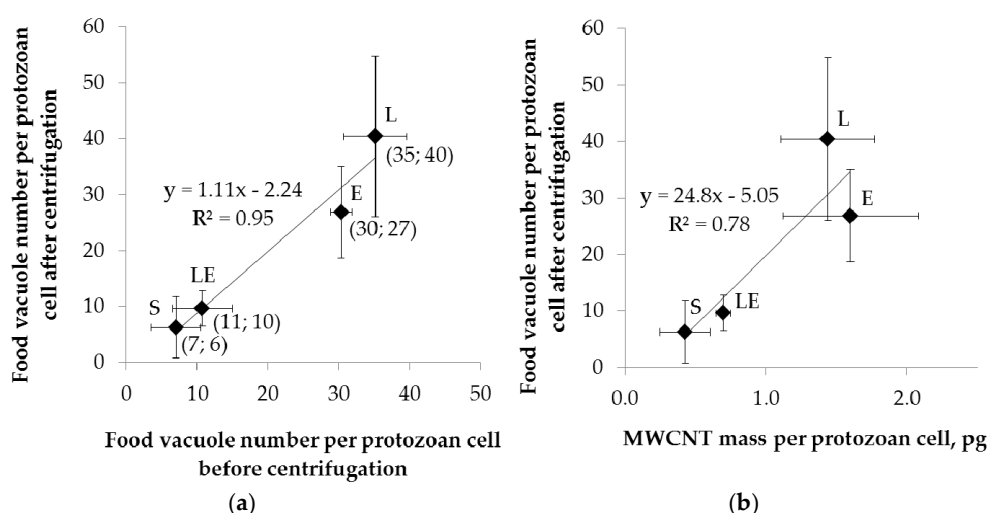 Food vacuole number per protozoan
cell after centrifugation
60
50
40
30
20
10
0
0 10 20 30 40 50
L
(35; 40)
E
(30; 27)
LE
(11; 10)
S
(7; 6)
y = 1.11x - 2.24
R² = 0.95
Food vacuole number per protozoan cell
before centrifugation
(a)
Food vacuole number per protozoan
cell after centrifugation
60
50
40
30
20
10
0
0.0 1.0 2.0
L
E
S
LE
y = 24.8x - 5.05
R² = 0.78
MWCNT mass per protozoan cell, pg
(b)